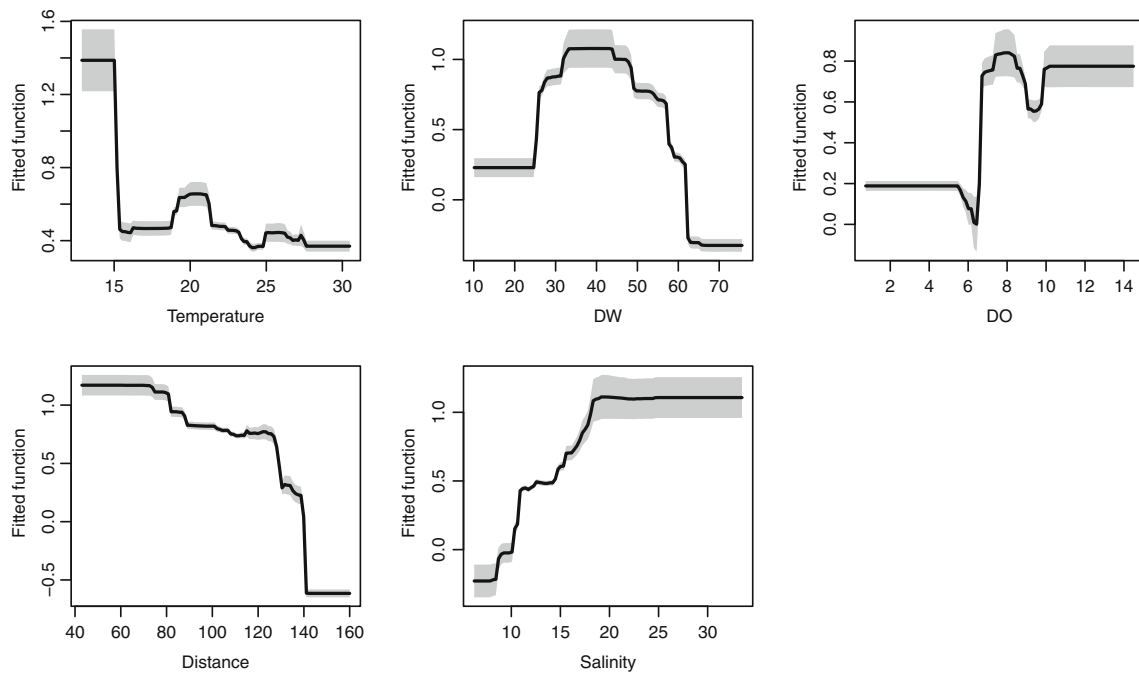 Fitted function
0.4 0.8 1.2 1.6
15 20 25 30
Temperature
Fitted function
0.0 0.5 1.0
10 20 30 40 50 60 70
DW
Fitted function
0.0 0.2 0.4 0.6 0.8
2 4 6 8 10 12 14
DO
Fitted function
−0.5 0.0 0.5 1.0
40 60 80 100 120 140 160
Distance
Fitted function
0.0 0.5 1.0
10 15 20 25 30
Salinity